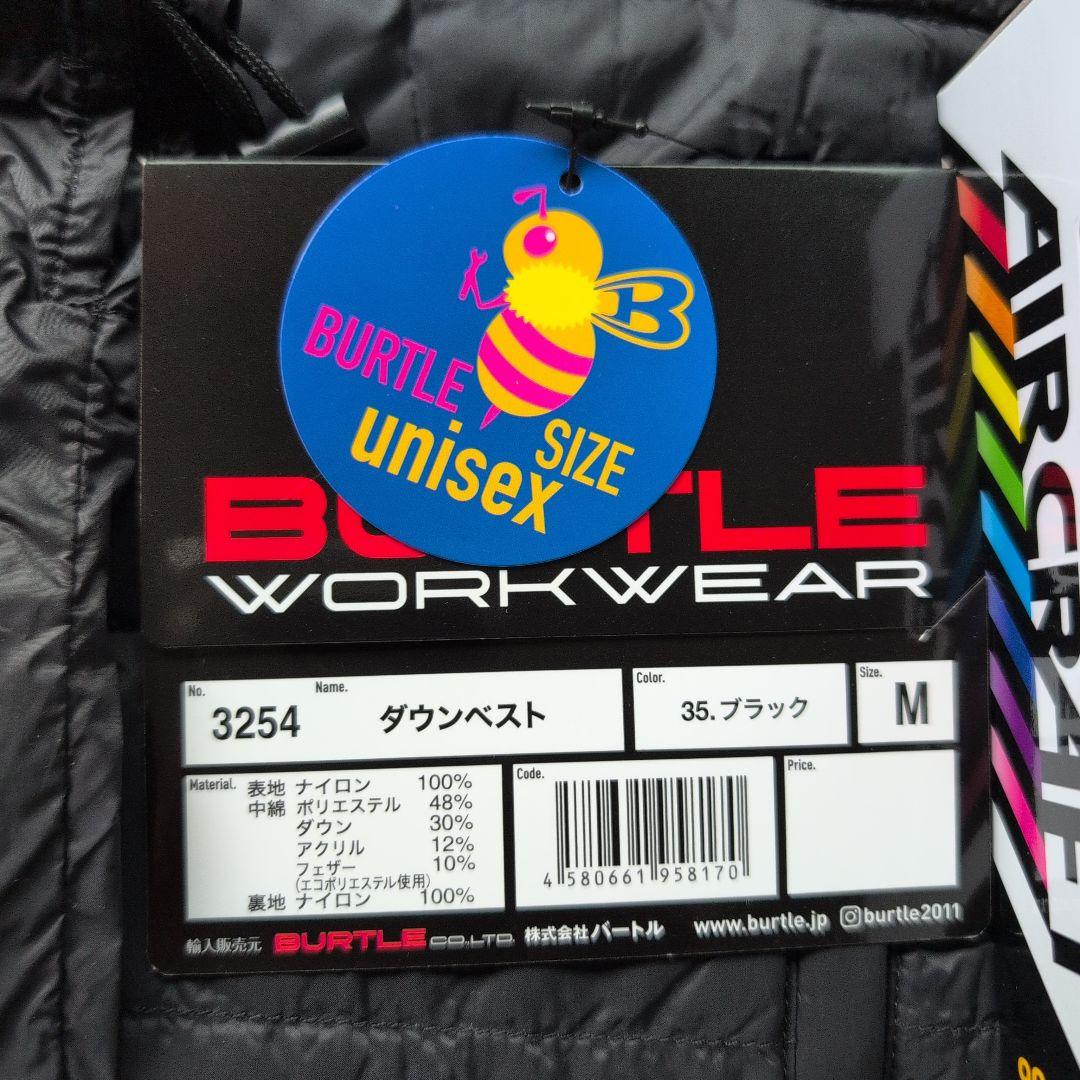 BURTLE
unisex SIZE
B
WORKWEAR
AIRCRAFT
No.
3254
Name.
ダウンベスト
Color.
35.ブラック
Size.
M
Material. 表地 ナイロン 100%
中綿 ポリエステル 48%
ダウン 30%
アクリル 12%
フェザー 10%
(エコポリエステル使用)
裏地 ナイロン 100%
Code.
4 580661 958170
Price.
輸入販売元 BURTLE CO.,LTD. 株式会社バートル www.burtle.jp burtle2011